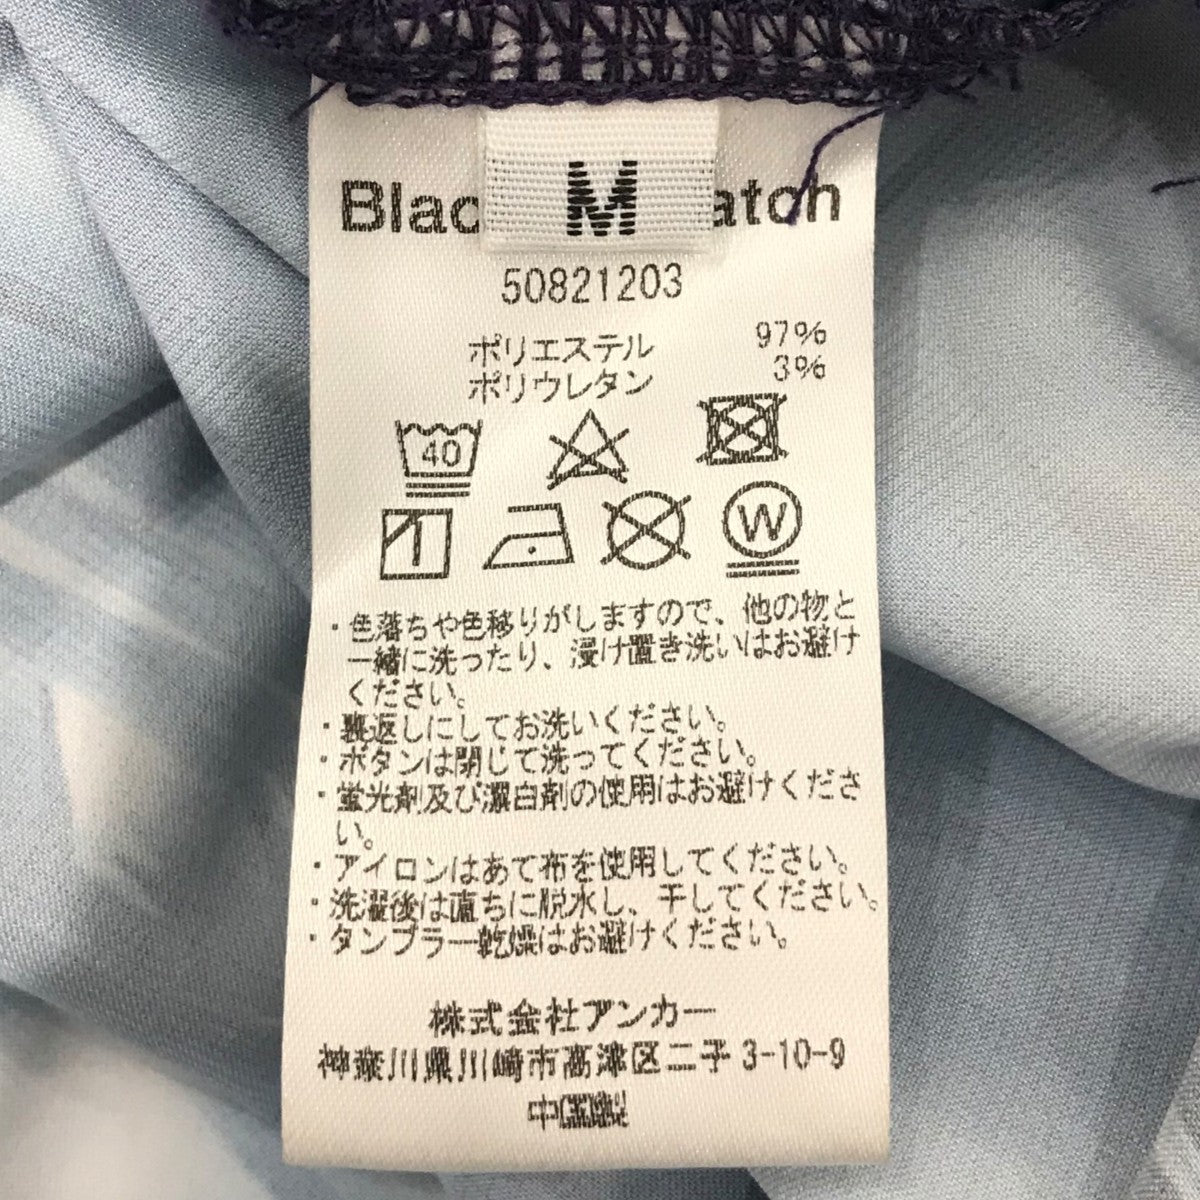 M
50821203
ポリエステル 97%
ポリウレタン 3%
40
W
・色落ちや色移りがしますので、他の物と
一緒に洗ったり、浸け置き洗いはお避け
ください。
・裏返しにしてお洗いください。
・ボタンは閉じて洗ってください。
・蛍光剤及び漂白剤の使用はお避けくださ
い。
・アイロンはあて布を使用してください。
・洗濯後は直ちに脱水し、干してください。
・タンブラー乾燥はお避けください。
株式会社アンカー
神奈川県川崎市高津区二子3-10-9
中国製